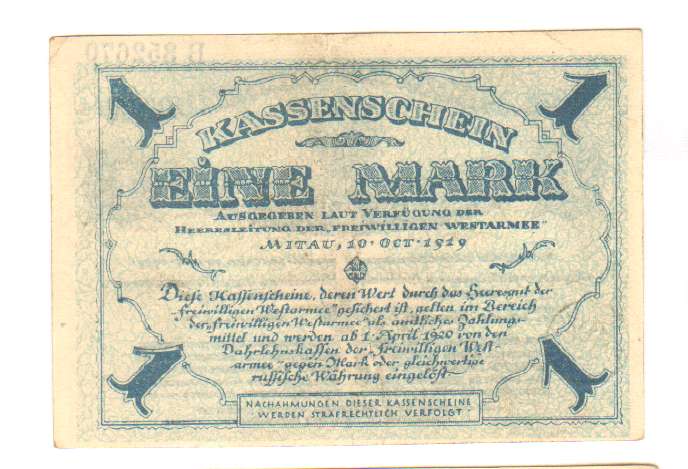 1 1
KASSENSCHEIN
EINE MARK
AUSGEGEBEN LAUT VERFÜGUNG DER
HEERESLEITUNG DER „FREIWILLIGEN WESTARMEE“
MITAU, 10·OCT·1919
Diese Kassenscheine, deren Wert durch das Heeresgut der
„freiwilligen Westarmee“ gesichert ist, gelten im Bereich
der „freiwilligen Westarmee“ als amtliches Zahlungs-
mittel und werden ab 1·April 1920 von den
Dahrlehnskassen der „freiwilligen West-
armee“ gegen Mark oder gleichwertige
russische Währung eingelöst·
1 1
NACHAHMUNGEN DIESER KASSENSCHEINE
WERDEN STRAFRECHTLICH VERFOLGT·